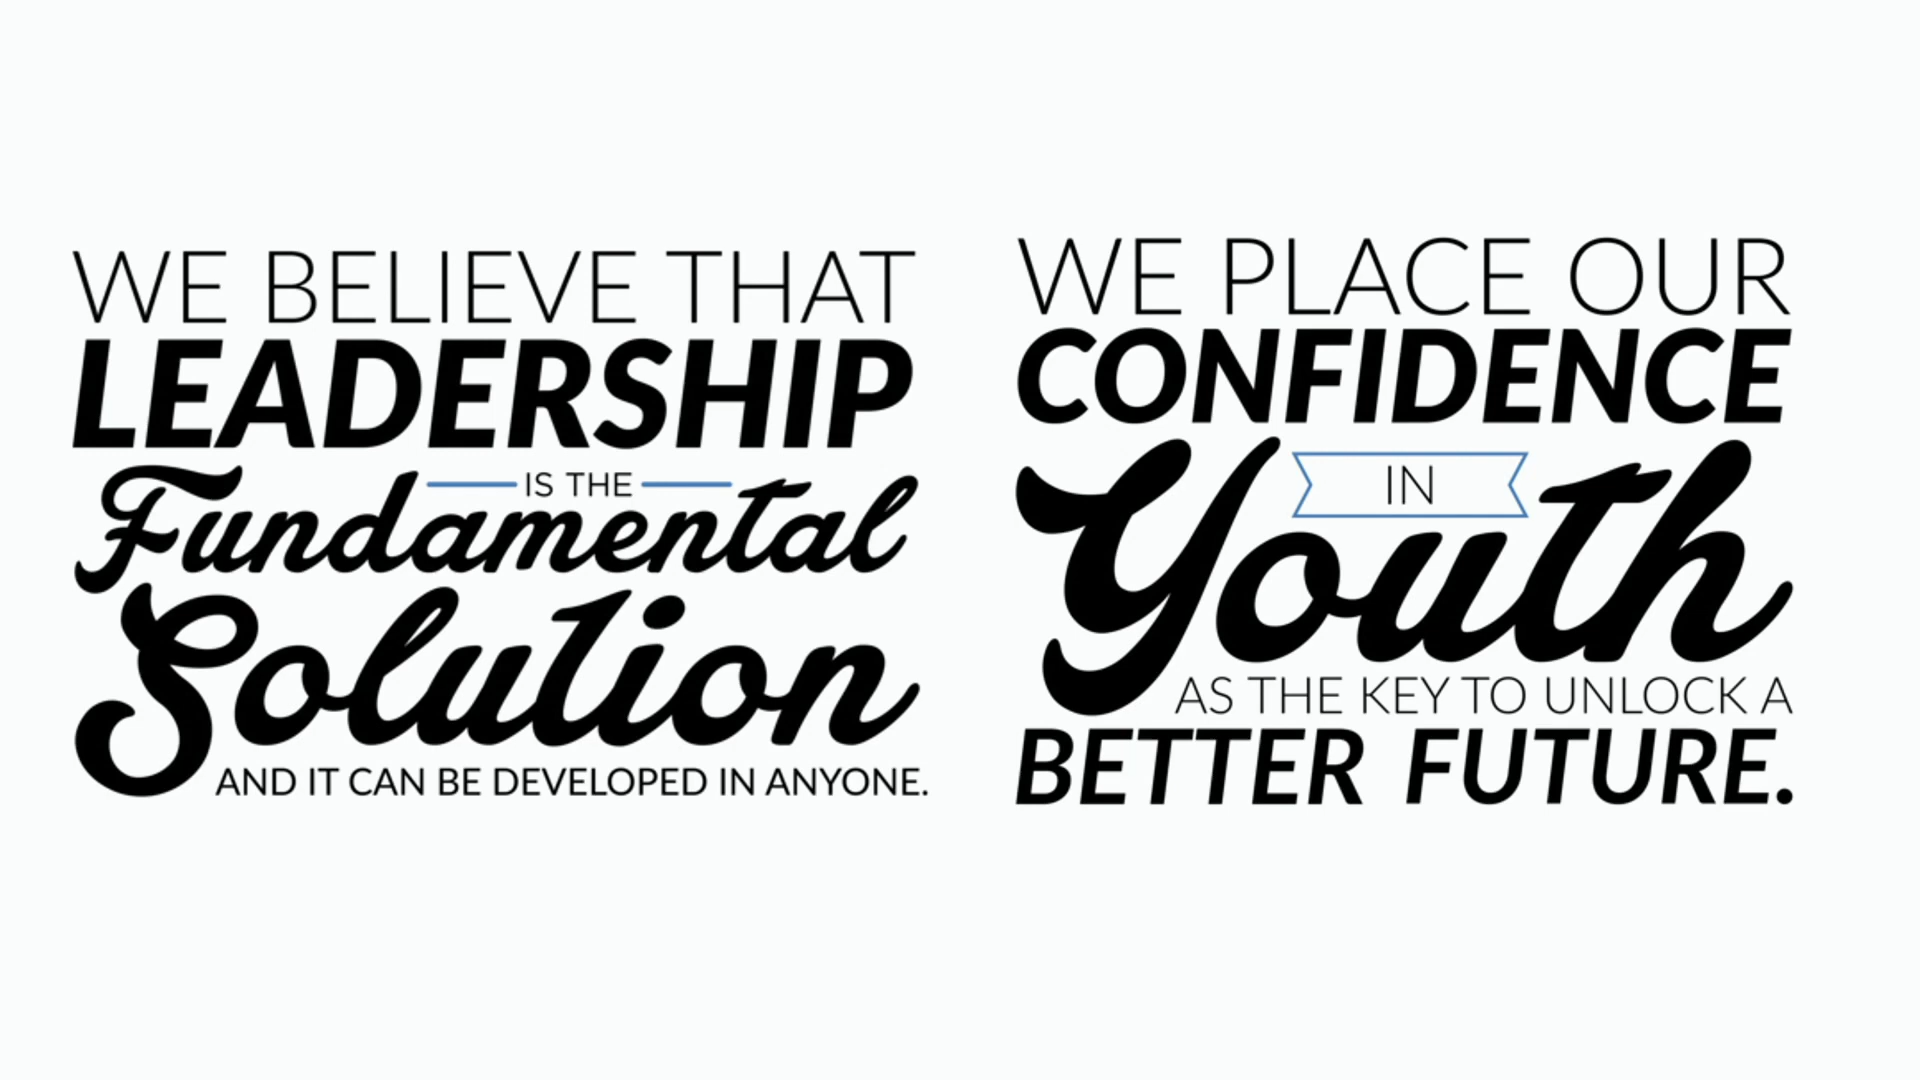 WE BELIEVE THAT
LEADERSHIP
IS THE
Fundamental
Solution
AND IT CAN BE DEVELOPED IN ANYONE.
WE PLACE OUR
CONFIDENCE
IN
Youth
AS THE KEY TO UNLOCK A
BETTER FUTURE.